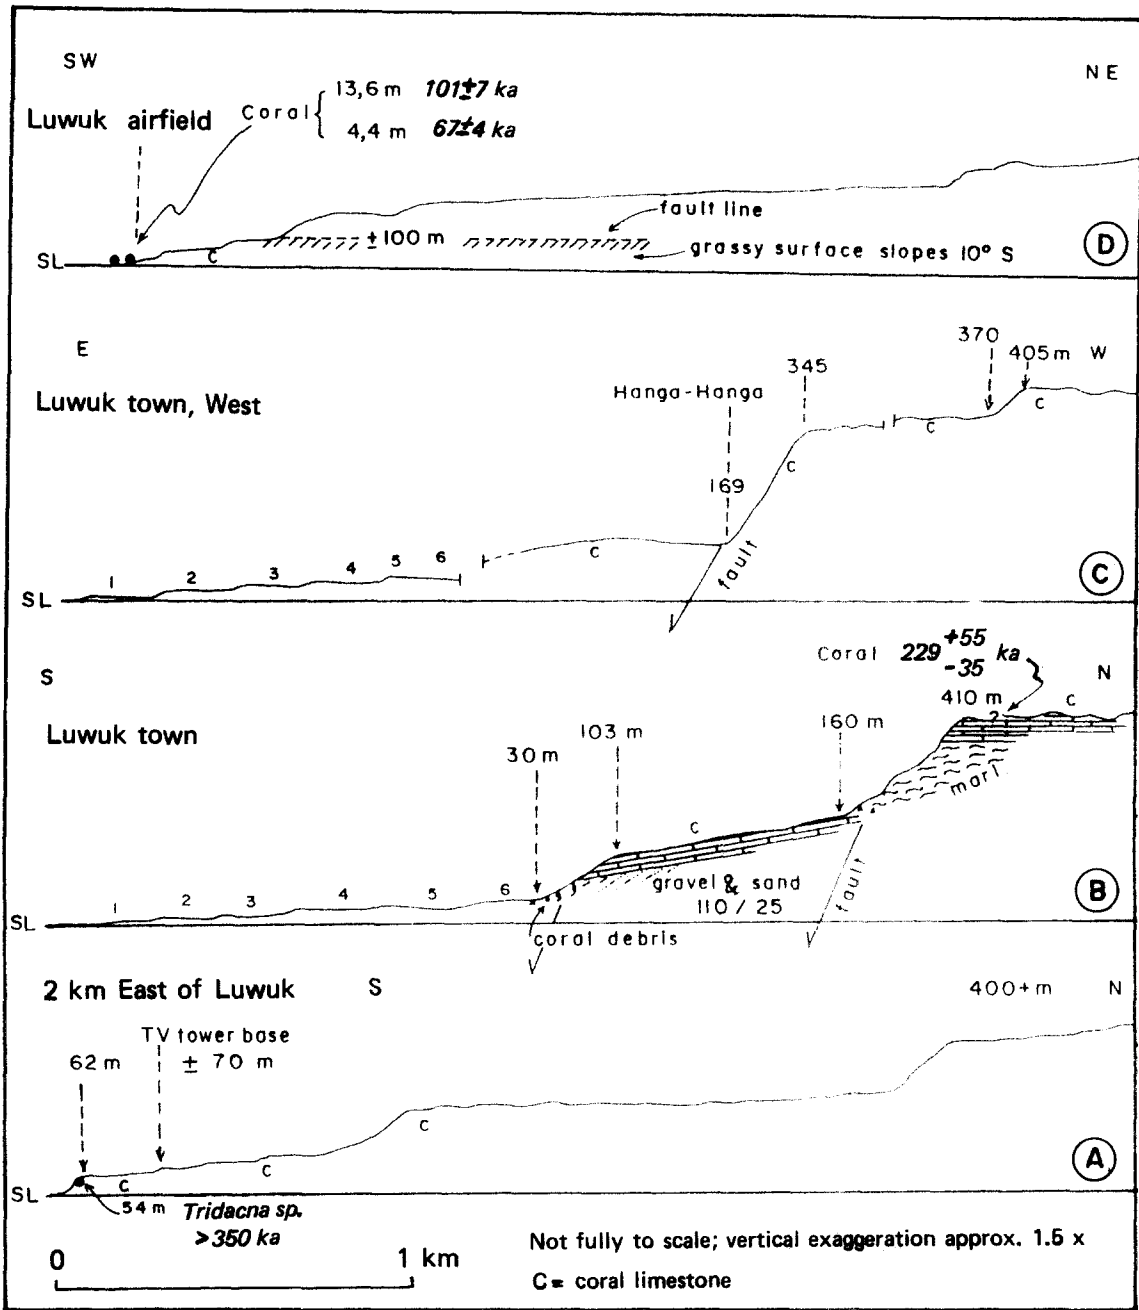 SW
NE
Luwuk airfield
Coral { 13,6 m 101±7 ka
4,4 m 67±4 ka
fault line
± 100 m
grassy surface slopes 10° S
SL
C
D
E
W
Luwuk town, West
Hanga-Hanga
169
345
370
405 m
C
C
C
C
1 2 3 4 5 6
fault
SL
C
S
N
Luwuk town
Coral 229 +55 -35 ka
410 m
C
?
30 m
103 m
160 m
marl
C
gravel & sand
110 / 25
fault
1 2 3 4 5 6
SL
coral debris
B
2 km East of Luwuk
S
400+ m
N
TV tower base
± 70 m
62 m
C
C
C
SL
54 m Tridacna sp.
>350 ka
A
0 1 km
Not fully to scale; vertical exaggeration approx. 1.5 x
C= coral limestone